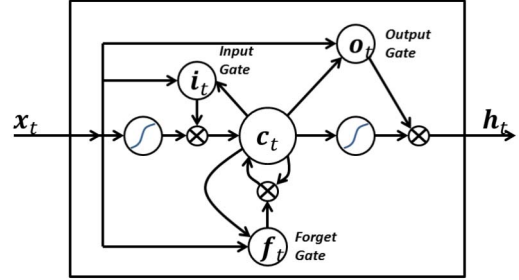 o_t
Output
Gate
Input
Gate
i_t
x_t
c_t
h_t
f_t
Forget
Gate